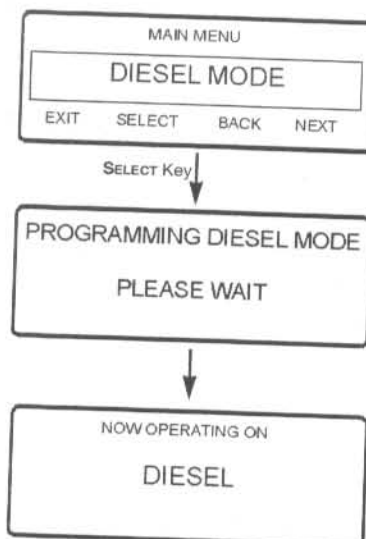 MAIN MENU
DIESEL MODE
EXIT SELECT BACK NEXT
SELECT Key
PROGRAMMING DIESEL MODE
PLEASE WAIT
NOW OPERATING ON
DIESEL